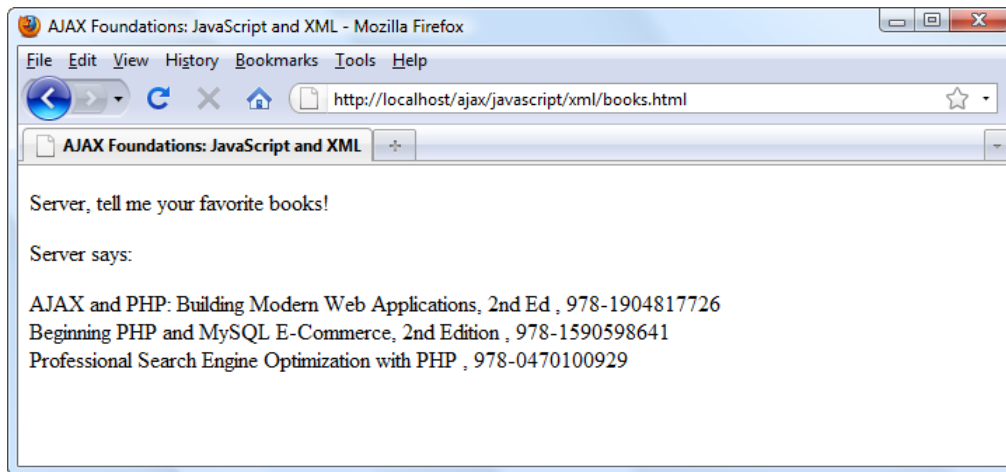 AJAX Foundations: JavaScript and XML - Mozilla Firefox
File Edit View History Bookmarks Tools Help
http://localhost/ajax/javascript/xml/books.html
AJAX Foundations: JavaScript and XML
Server, tell me your favorite books!
Server says:
AJAX and PHP: Building Modern Web Applications, 2nd Ed , 978-1904817726
Beginning PHP and MySQL E-Commerce, 2nd Edition , 978-1590598641
Professional Search Engine Optimization with PHP , 978-0470100929